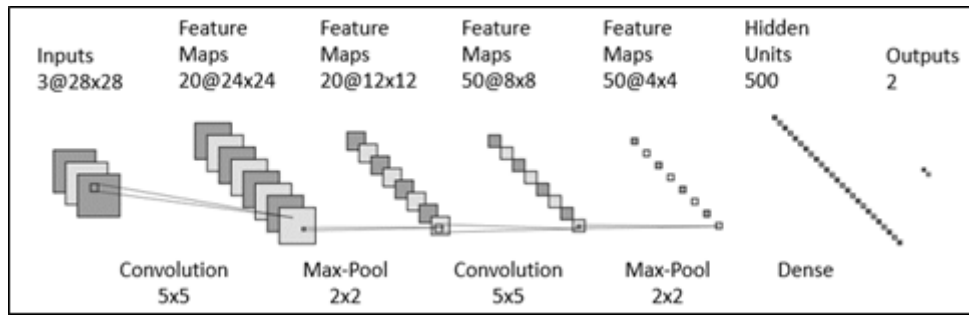 Inputs
3@28x28
Feature
Maps
20@24x24
Feature
Maps
20@12x12
Feature
Maps
50@8x8
Feature
Maps
50@4x4
Hidden
Units
500
Outputs
2
Convolution
5x5
Max-Pool
2x2
Convolution
5x5
Max-Pool
2x2
Dense